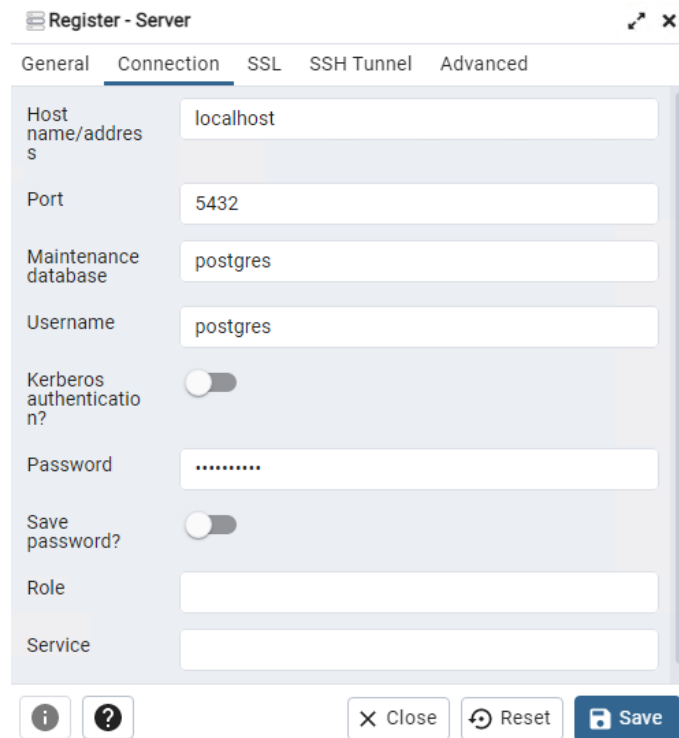 Register - Server
General Connection SSL SSH Tunnel Advanced
Host
name/addres
s
localhost
Port
5432
Maintenance
database
postgres
Username
postgres
Kerberos
authenticatio
n?
Password
••••••••••
Save
password?
Role
Service
Close Reset Save